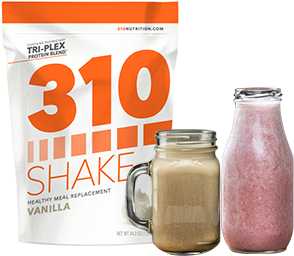 310NUTRITION.COM
TRI-PLEX
PROTEIN BLEND
310
SHAKE
HEALTHY MEAL REPLACEMENT
VANILLA